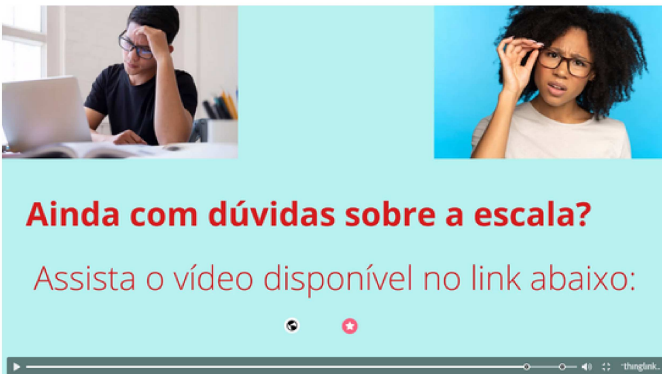 Ainda com dúvidas sobre a escala?
Assista o vídeo disponível no link abaixo:
thinglink..